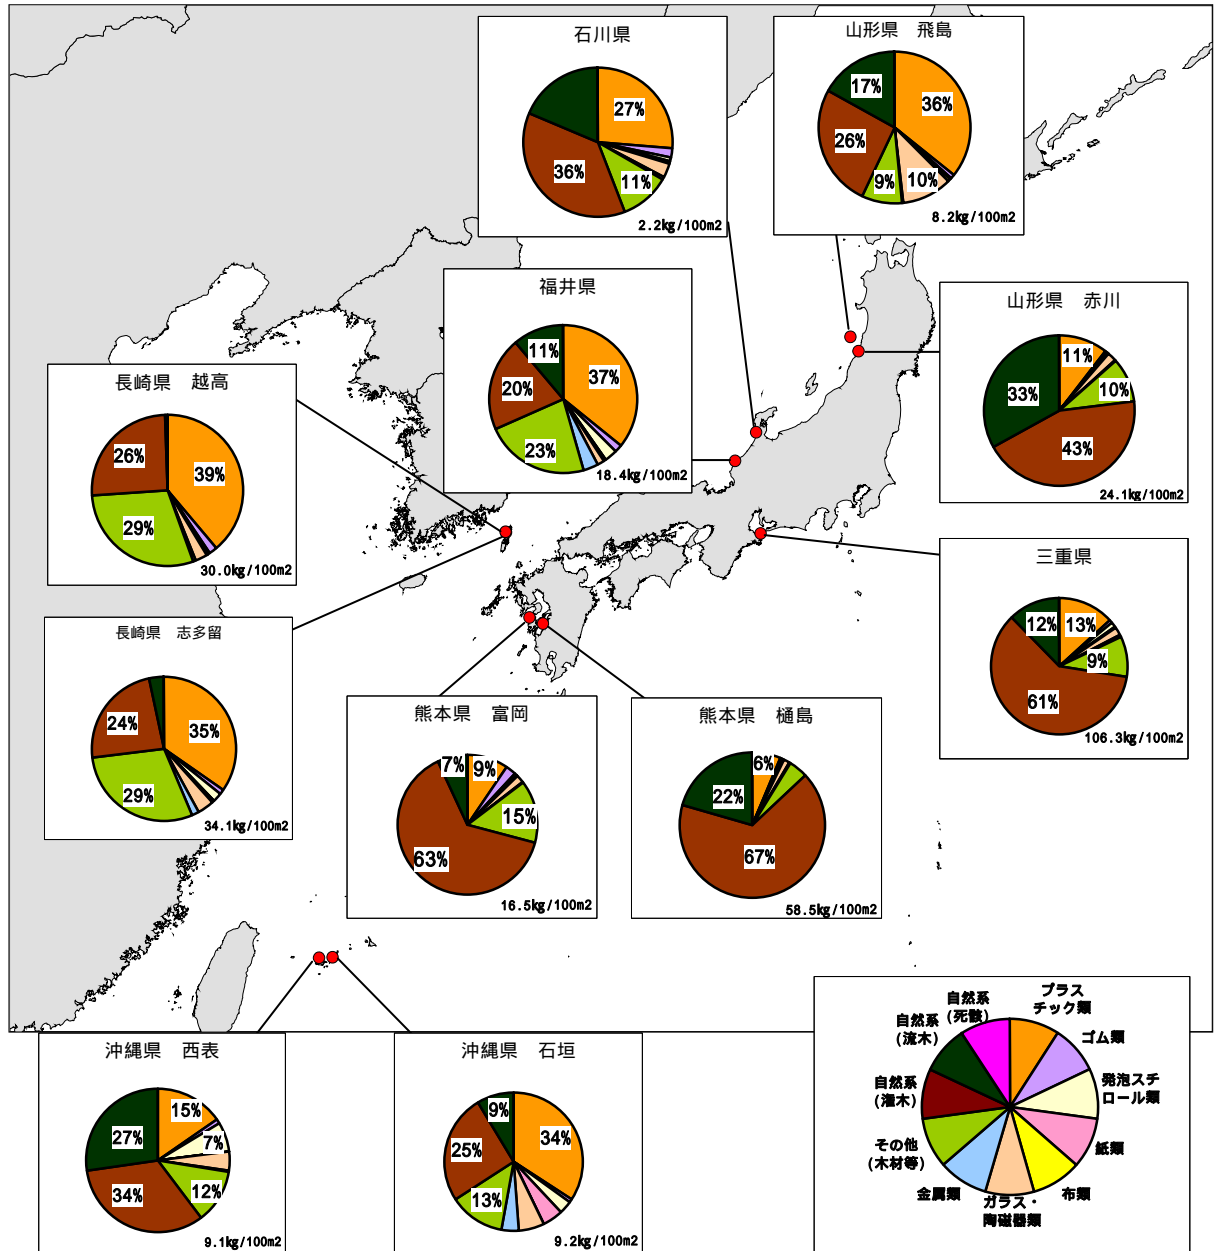 石川県
27%
36%
11%
2.2kg/100m2
山形県　飛島
17%
36%
26%
9%
10%
8.2kg/100m2
福井県
11%
37%
20%
23%
18.4kg/100m2
山形県　赤川
11%
33%
10%
43%
24.1kg/100m2
長崎県　越高
26%
39%
29%
30.0kg/100m2
三重県
12%
13%
9%
61%
106.3kg/100m2
長崎県　志多留
24%
35%
29%
34.1kg/100m2
熊本県　富岡
7%
9%
15%
63%
16.5kg/100m2
熊本県　樋島
6%
22%
67%
58.5kg/100m2
沖縄県　西表
15%
27%
7%
34%
12%
9.1kg/100m2
沖縄県　石垣
9%
34%
25%
13%
9.2kg/100m2
自然系
(死骸)
プラス
チック類
自然系
(流木)
ゴム類
自然系
(灌木)
発泡スチ
ロール類
その他
(木材等)
紙類
金属類
ガラス・
陶磁器類
布類